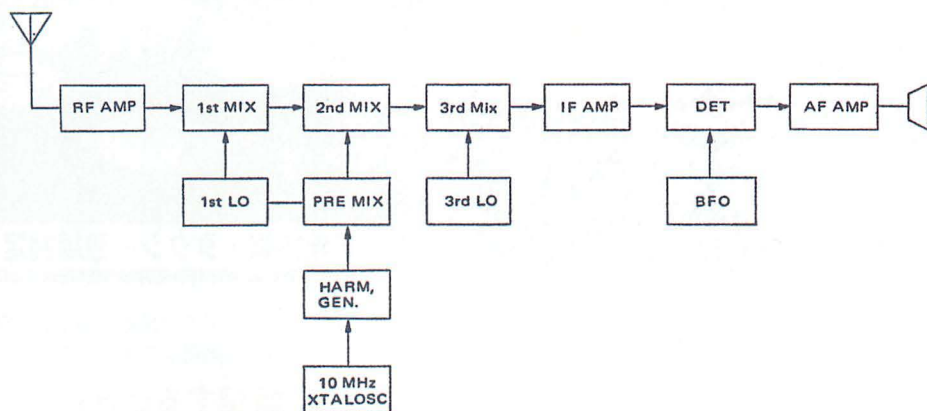 RF AMP
1st MIX
2nd MIX
3rd Mix
IF AMP
DET
AF AMP
1st LO
PRE MIX
3rd LO
BFO
HARM,
GEN.
10 MHz
XTALOSC